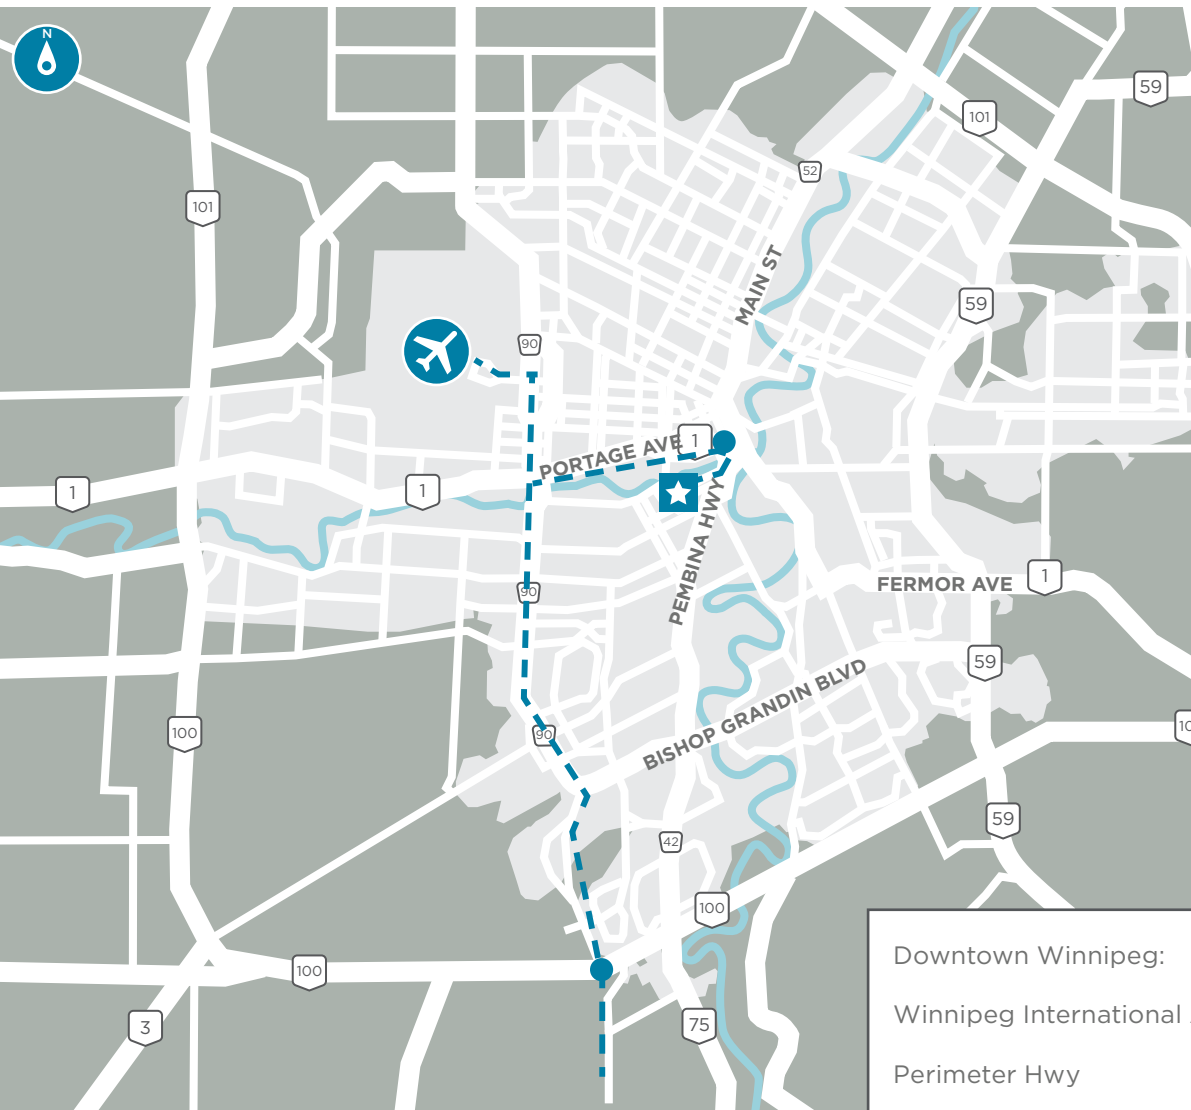 N
59
101
52
101
MAIN ST
59
90
1
PORTAGE AVE
1
1
PEMBINA HWY
FERMOR AVE
1
90
59
BISHOP GRANDIN BLVD
100
90
10
59
42
100
Downtown Winnipeg:
100
Winnipeg International
3
75
Perimeter Hwy